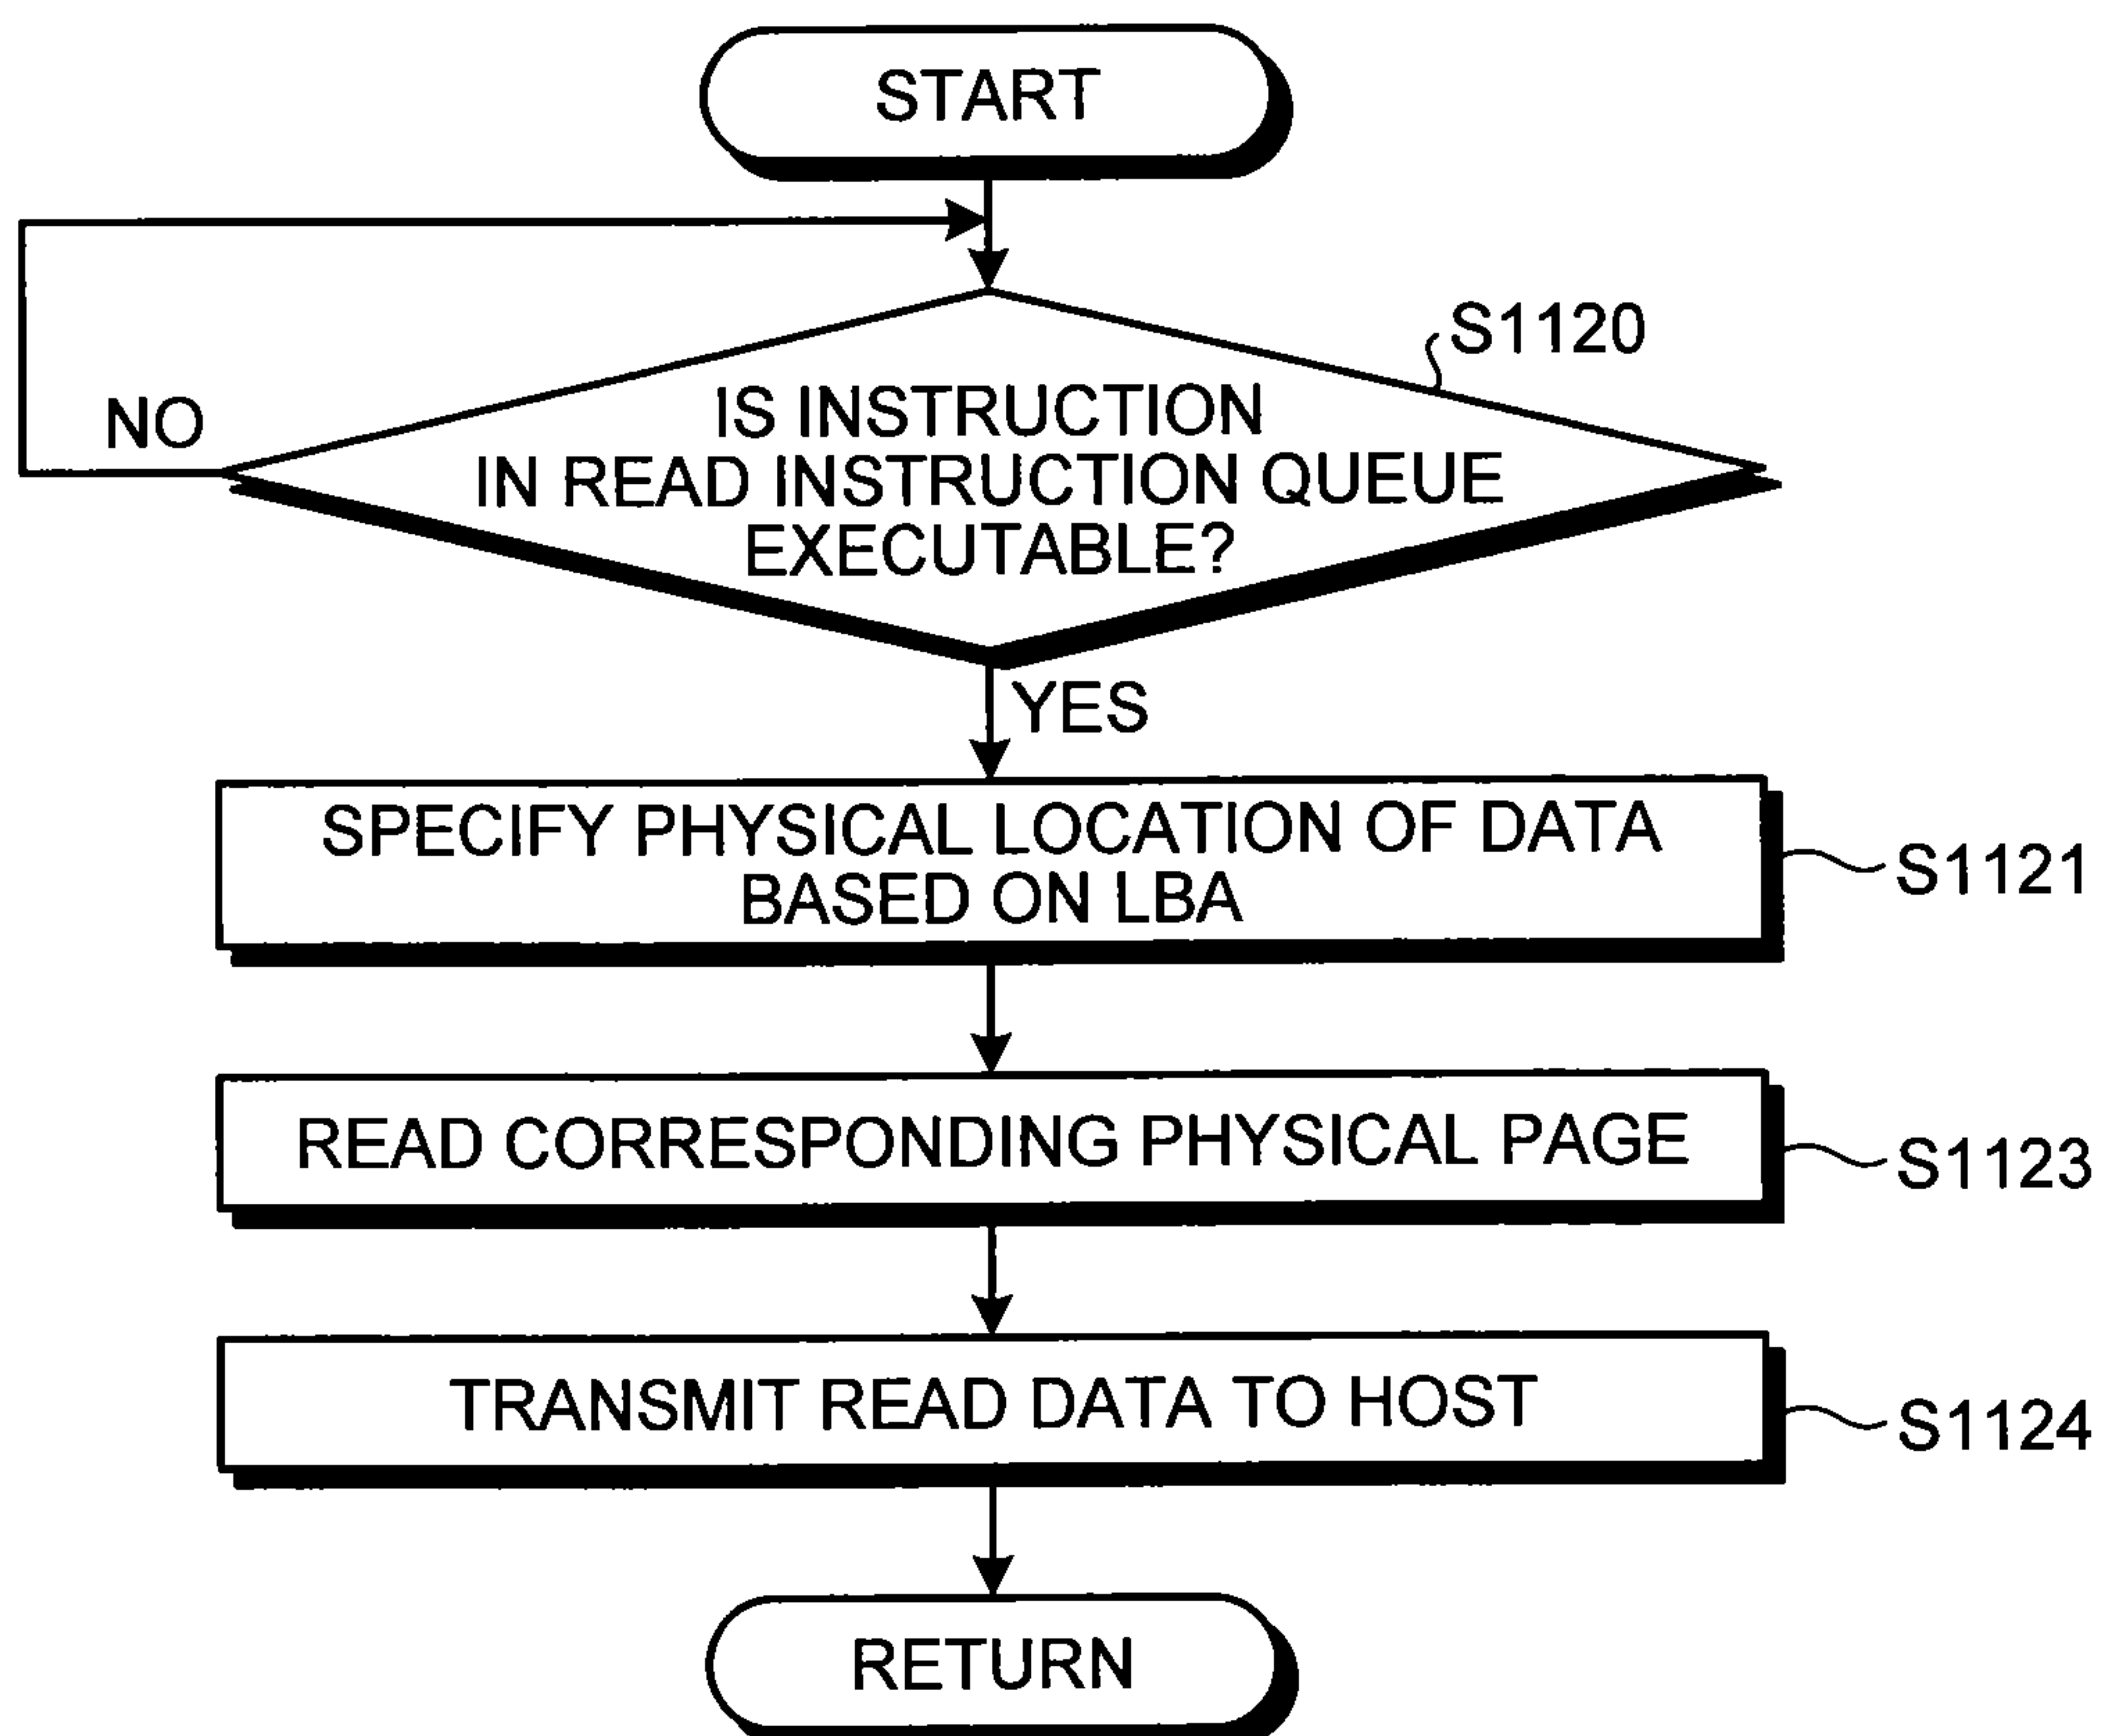 START
S1120
NO
IS INSTRUCTION
IN READ INSTRUCTION QUEUE
EXECUTABLE?
YES
SPECIFY PHYSICAL LOCATION OF DATA
BASED ON LBA
S1121
READ CORRESPONDING PHYSICAL PAGE
S1123
TRANSMIT READ DATA TO HOST
S1124
RETURN